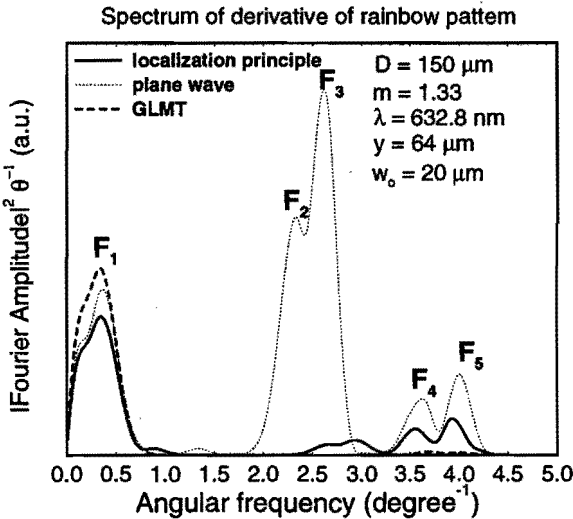 Spectrum of derivative of rainbow pattern
localization principle
plane wave
GLMT
D = 150 μm
m = 1.33
λ = 632.8 nm
y = 64 μm
w₀ = 20 μm
F₁
F₂
F₃
F₄
F₅
|Fourier Amplitude|² θ⁻¹ (a.u.)
0.0 0.5 1.0 1.5 2.0 2.5 3.0 3.5 4.0 4.5 5.0
Angular frequency (degree⁻¹)